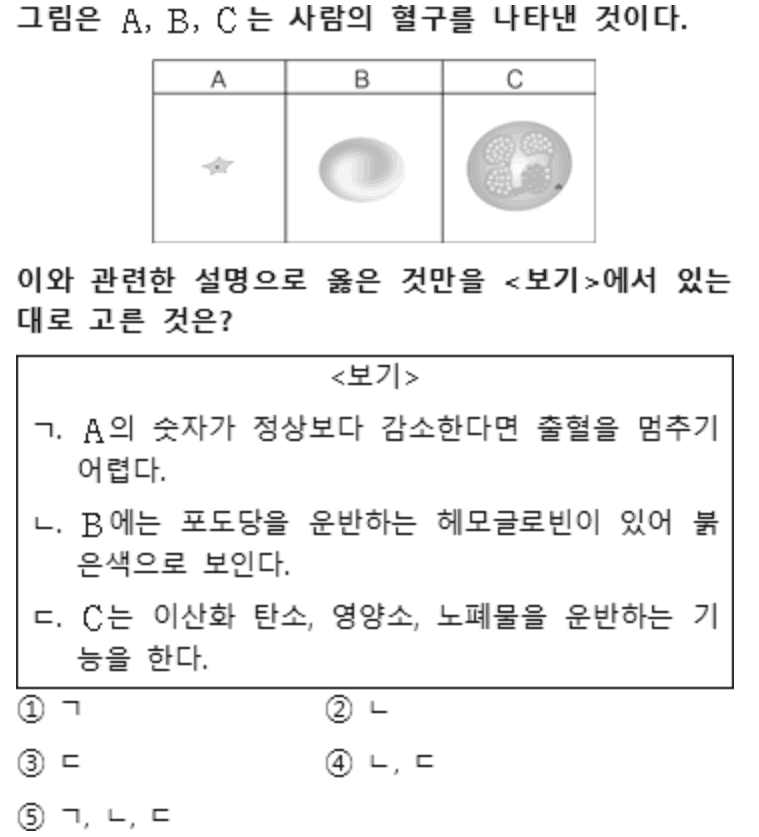 그림은 A, B, C는 사람의 혈구를 나타낸 것이다.
A B C
이와 관련한 설명으로 옳은 것만을 <보기>에서 있는
대로 고른 것은?
<보기>
ㄱ. A의 숫자가 정상보다 감소한다면 출혈을 멈추기
어렵다.
ㄴ. B에는 포도당을 운반하는 헤모글로빈이 있어 붉
은색으로 보인다.
ㄷ. C는 이산화 탄소, 영양소, 노폐물을 운반하는 기
능을 한다.
① ㄱ ② ㄴ
③ ㄷ ④ ㄴ, ㄷ
⑤ ㄱ, ㄴ, ㄷ